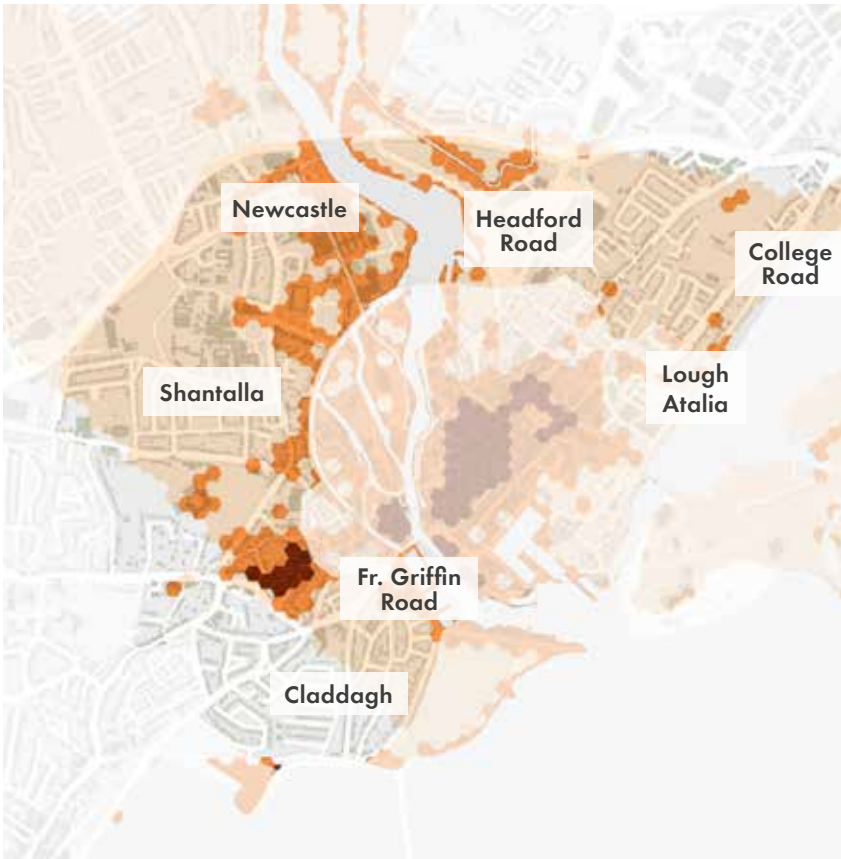 Newcastle
Headford
Road
College
Road
Shantalla
Lough
Atalia
Fr. Griffin
Road
Claddagh